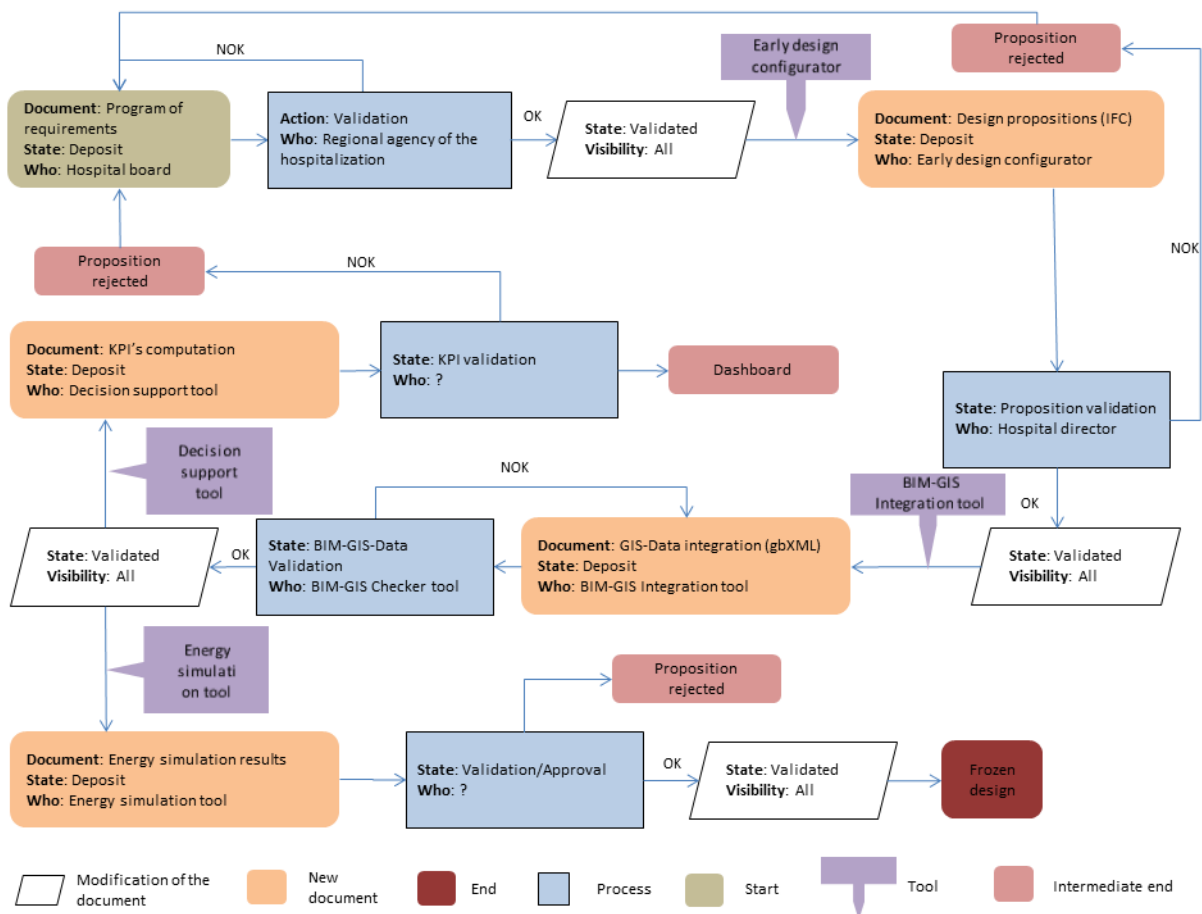 NOK
Early design
configurator
Proposition
rejected
Document: Program of
requirements
State: Deposit
Who: Hospital board
Action: Validation
Who: Regional agency of the
hospitalization
OK
State: Validated
Visibility: All
Document: Design propositions (IFC)
State: Deposit
Who: Early design configurator
NOK
Proposition
rejected
NOK
Document: KPI's computation
State: Deposit
Who: Decision support tool
State: KPI validation
Who: ?
Dashboard
State: Proposition validation
Who: Hospital director
Decision
support
tool
NOK
BIM-GIS
Integration tool
OK
State: Validated
Visibility: All
OK
State: BIM-GIS-Data
Validation
Who: BIM-GIS Checker tool
Document: GIS-Data integration (gbXML)
State: Deposit
Who: BIM-GIS Integration tool
State: Validated
Visibility: All
Energy
simulati
on tool
Proposition
rejected
Document: Energy simulation results
State: Deposit
Who: Energy simulation tool
State: Validation/Approval
Who: ?
OK
State: Validated
Visibility: All
Frozen
design
Modification of the
document
New
document
End
Process
Start
Tool
Intermediate end